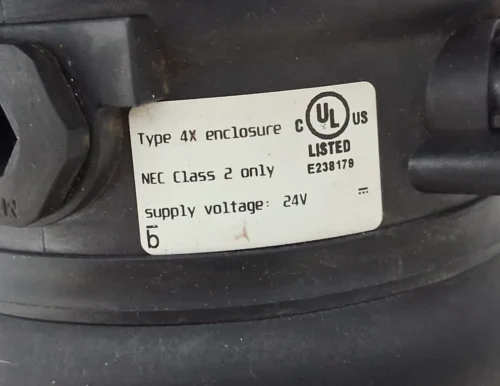 Type 4X enclosure
C UL US
LISTED
E238179
NEC Class 2 only
supply voltage: 24V ⎓
b
M